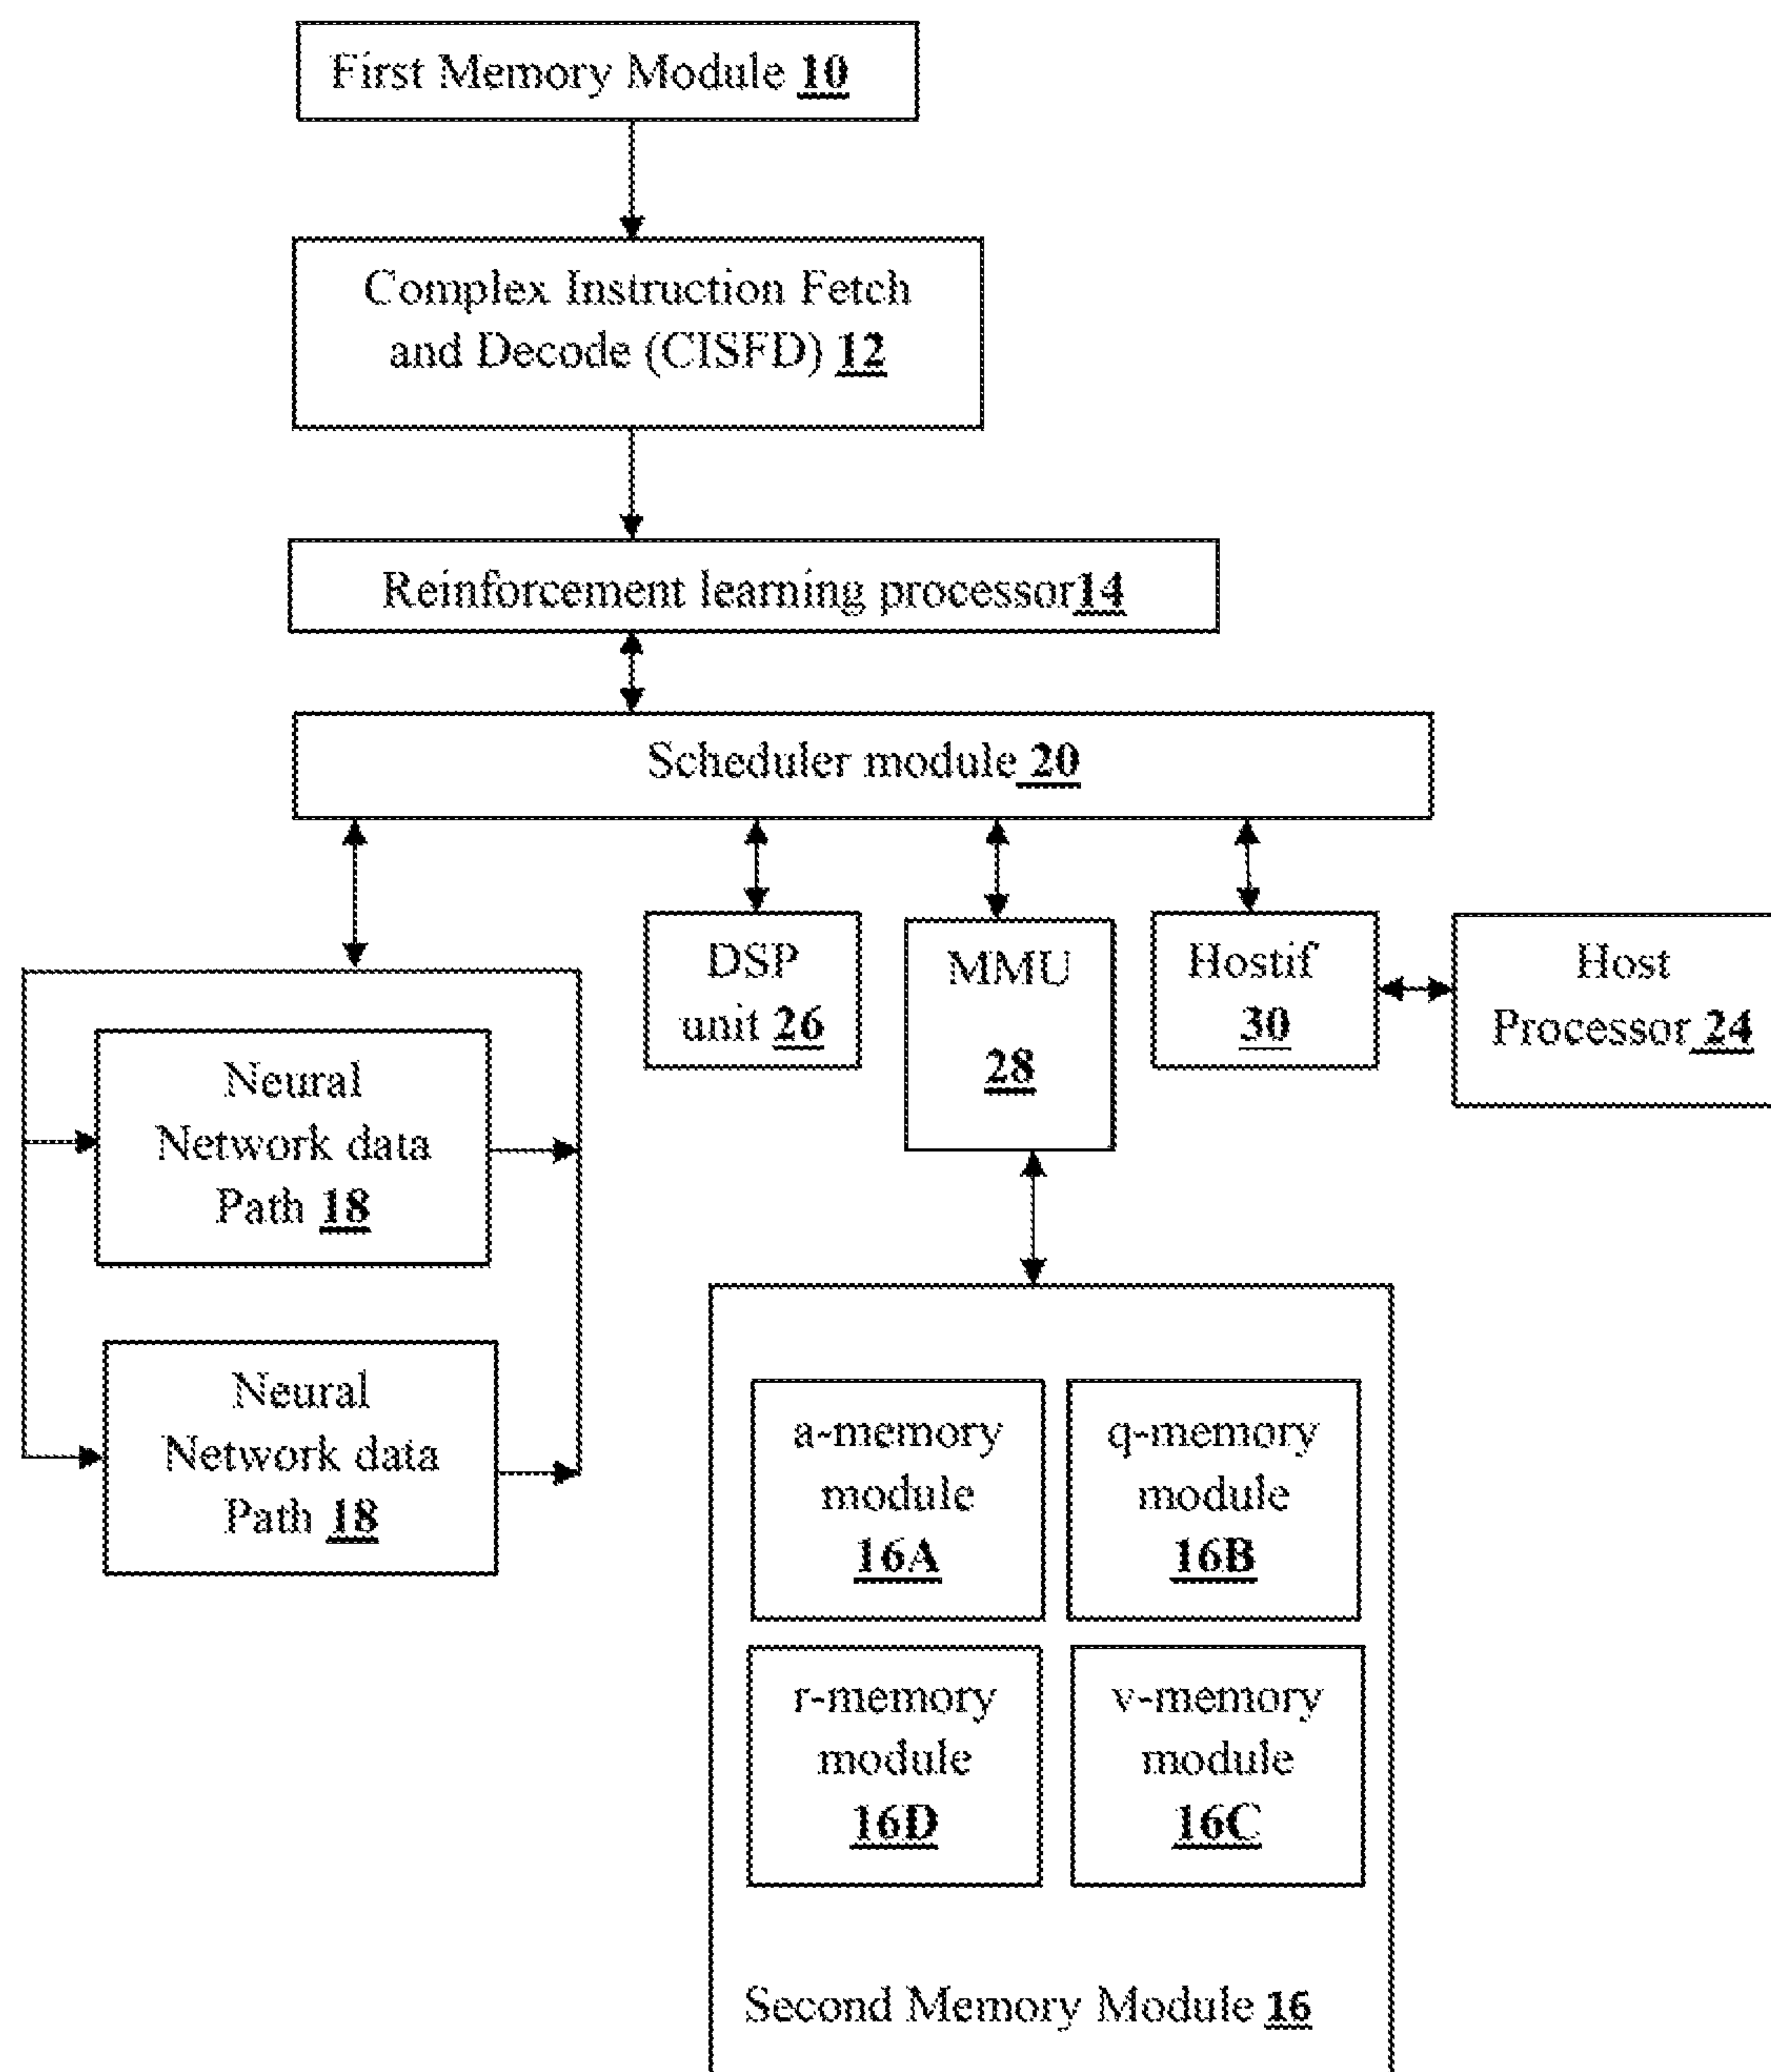 First Memory Module 10
Complex Instruction Fetch
and Decode (CISFD) 12
Reinforcement learning processor14
Scheduler module 20
DSP
unit 26
MMU
28
Hostif
30
Host
Processor 24
Neural
Network data
Path 18
Neural
Network data
Path 18
a-memory
module
16A
q-memory
module
16B
r-memory
module
16D
v-memory
module
16C
Second Memory Module 16